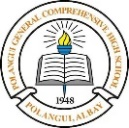 POLANGUI GENERAL COMPREHENSIVE HIGH SCHOOL
1948
POLANGUI, ALBAY